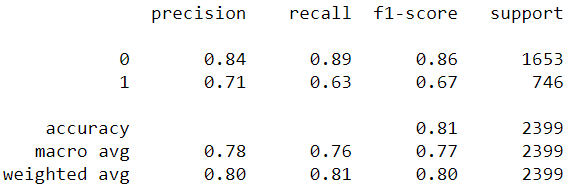 precision recall f1-score support
0 0.84 0.89 0.86 1653
1 0.71 0.63 0.67 746
accuracy 0.81 2399
macro avg 0.78 0.76 0.77 2399
weighted avg 0.80 0.81 0.80 2399